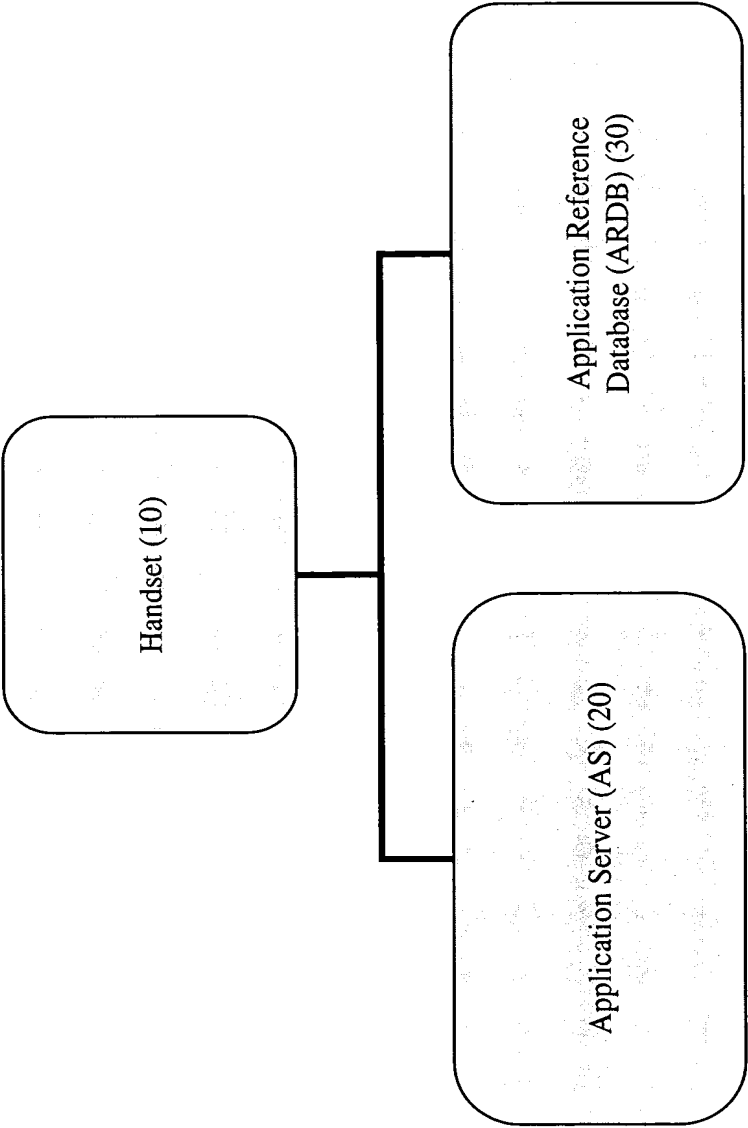 Handset (10)
Application Server (AS) (20)
Application Reference
Database (ARDB) (30)